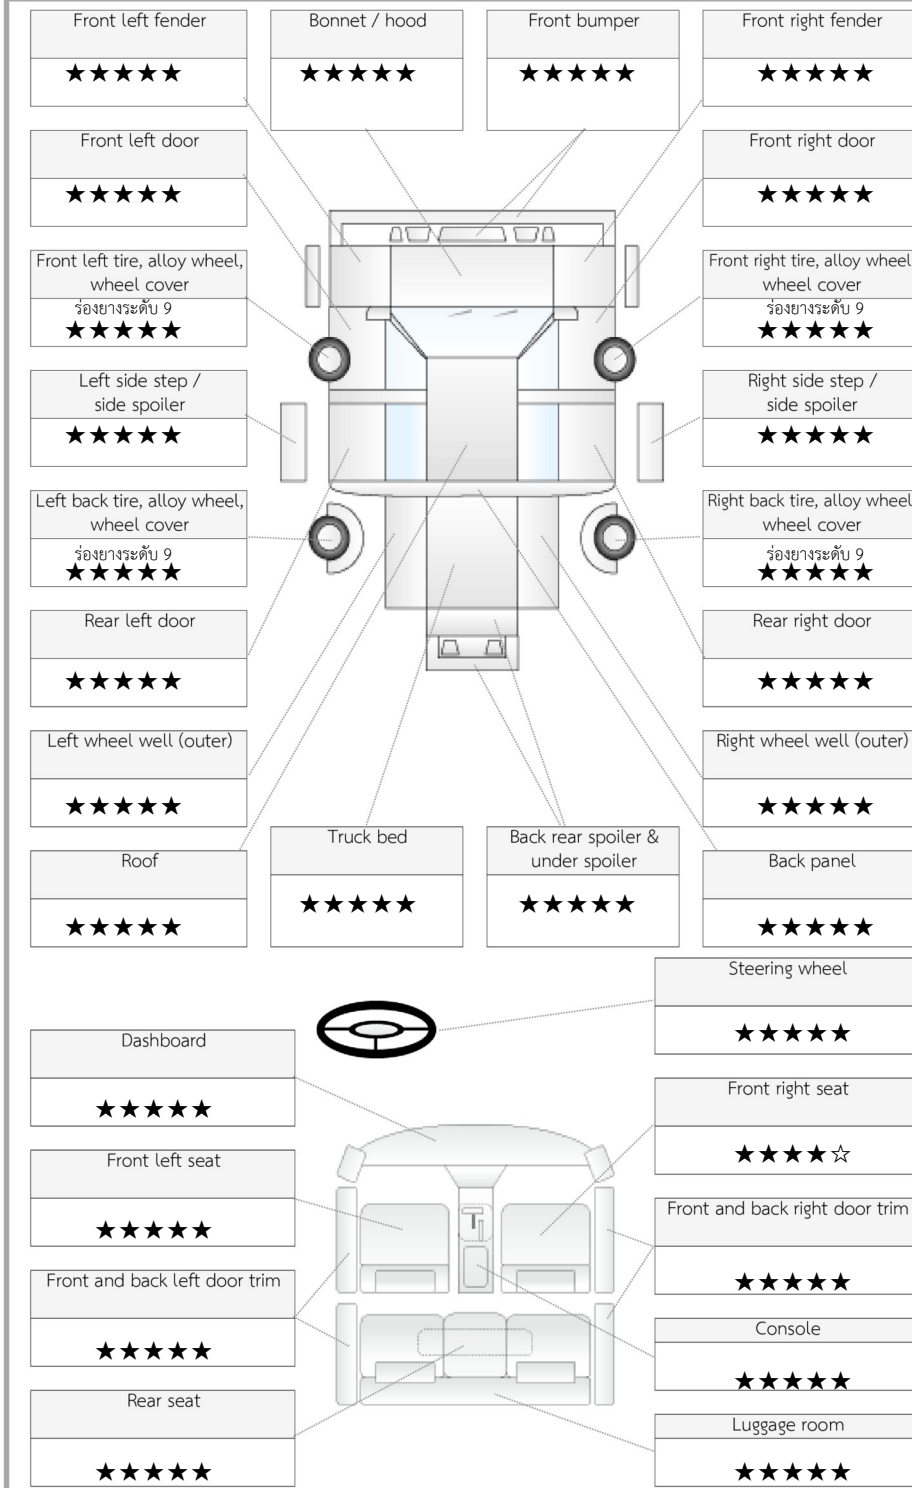 Front left fender
★★★★★
Bonnet / hood
★★★★★
Front bumper
★★★★★
Front right fender
★★★★★
Front left door
★★★★★
Front right door
★★★★★
Front left tire, alloy wheel,
wheel cover
ร่องยางระดับ 9
★★★★★
Front right tire, alloy wheel
wheel cover
ร่องยางระดับ 9
★★★★★
Left side step /
side spoiler
★★★★★
Right side step /
side spoiler
★★★★★
Left back tire, alloy wheel,
wheel cover
ร่องยางระดับ 9
★★★★★
Right back tire, alloy wheel
wheel cover
ร่องยางระดับ 9
★★★★★
Rear left door
★★★★★
Rear right door
★★★★★
Left wheel well (outer)
★★★★★
Right wheel well (outer)
★★★★★
Roof
★★★★★
Truck bed
★★★★★
Back rear spoiler &
under spoiler
★★★★★
Back panel
★★★★★
Steering wheel
★★★★★
Dashboard
★★★★★
Front right seat
★★★★☆
Front left seat
★★★★★
Front and back right door trim
★★★★★
Front and back left door trim
★★★★★
Console
★★★★★
Rear seat
★★★★★
Luggage room
★★★★★